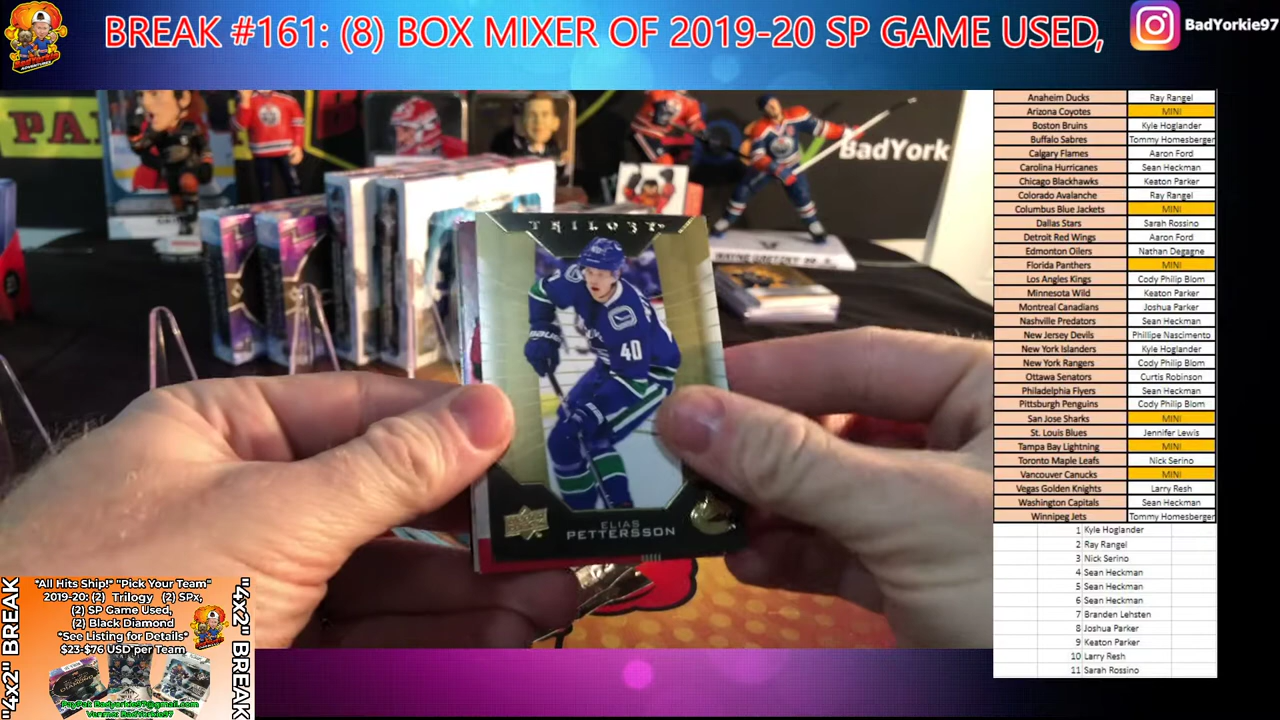 BREAK #161: (8) BOX MIXER OF 2019-20 SP GAME USED,
BadYorkie97
PA
BadYork
TRILOGY
40
ELIAS
PETTERSSON
Anaheim Ducks Ray Rangel
Arizona Coyotes MINI
Boston Bruins Kyle Hoglander
Buffalo Sabres Tommy Homesberger
Calgary Flames Aaron Ford
Carolina Hurricanes Sean Heckman
Chicago Blackhawks Keaton Parker
Colorado Avalanche Ray Rangel
Columbus Blue Jackets MINI
Dallas Stars Sarah Rossino
Detroit Red Wings Aaron Ford
Edmonton Oilers Nathan Degagne
Florida Panthers MINI
Los Angeles Kings Cody Philip Blom
Minnesota Wild Keaton Parker
Montreal Canadians Joshua Parker
Nashville Predators Sean Heckman
New Jersey Devils Phillipe Nascimento
New York Islanders Kyle Hoglander
New York Rangers Cody Philip Blom
Ottawa Senators Curtis Robinson
Philadelphia Flyers Sean Heckman
Pittsburgh Penguins Cody Philip Blom
San Jose Sharks MINI
St. Louis Blues Jennifer Lewis
Tampa Bay Lightning MINI
Toronto Maple Leafs Nick Serino
Vancouver Canucks MINI
Vegas Golden Knights Larry Resh
Washington Capitals Sean Heckman
Winnipeg Jets Tommy Homesberger
1 Kyle Hoglander
2 Ray Rangel
3 Nick Serino
4 Sean Heckman
5 Sean Heckman
6 Sean Heckman
7 Branden Lehsten
8 Joshua Parker
9 Keaton Parker
10 Larry Resh
11 Sarah Rossino
"4x2" BREAK
"All Hits Ship!" "Pick Your Team"
2019-20: (2) Trilogy (2) SPx,
(2) SP Game Used,
(2) Black Diamond
"See Listing for Details"
$23-$76 USD per Team
PayPal: Badyorkie97@gmail.com
Venmo: BadYorkie97
"4x2" BREAK